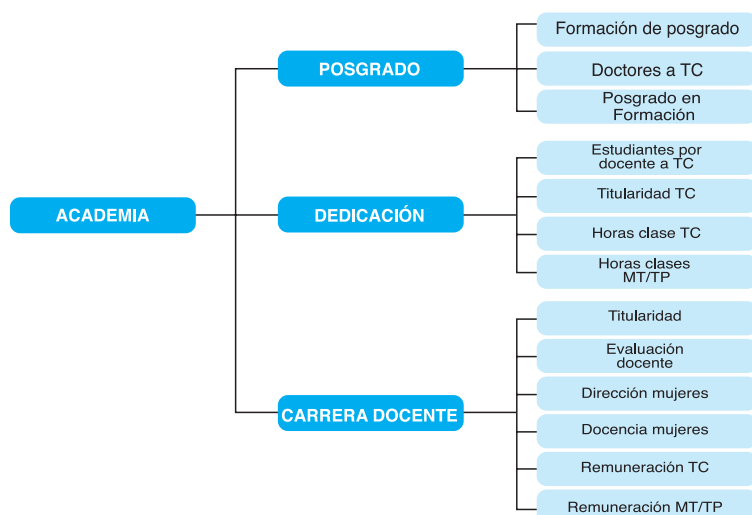 ACADEMIA
POSGRADO
Formación de posgrado
Doctores a TC
Posgrado en
Formación
DEDICACIÓN
Estudiantes por
docente a TC
Titularidad TC
Horas clase TC
Horas clases
MT/TP
CARRERA DOCENTE
Titularidad
Evaluación
docente
Dirección mujeres
Docencia mujeres
Remuneración TC
Remuneración MT/TP